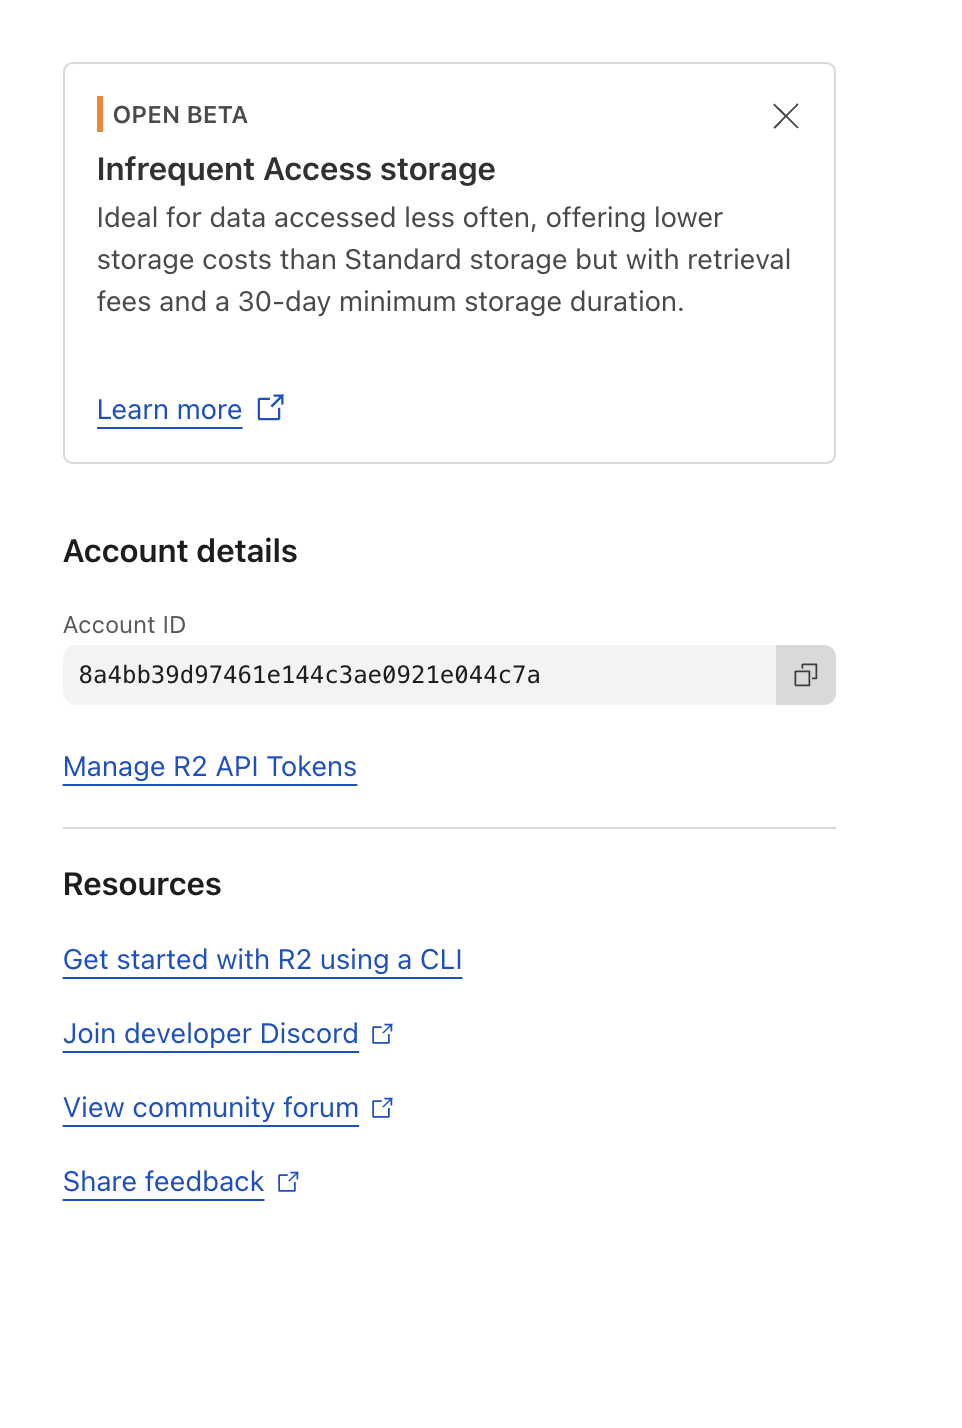 OPEN BETA
Infrequent Access storage
Ideal for data accessed less often, offering lower
storage costs than Standard storage but with retrieval
fees and a 30-day minimum storage duration.
Learn more
Account details
Account ID
8a4bb39d97461e144c3ae0921e044c7a
Manage R2 API Tokens
Resources
Get started with R2 using a CLI
Join developer Discord
View community forum
Share feedback